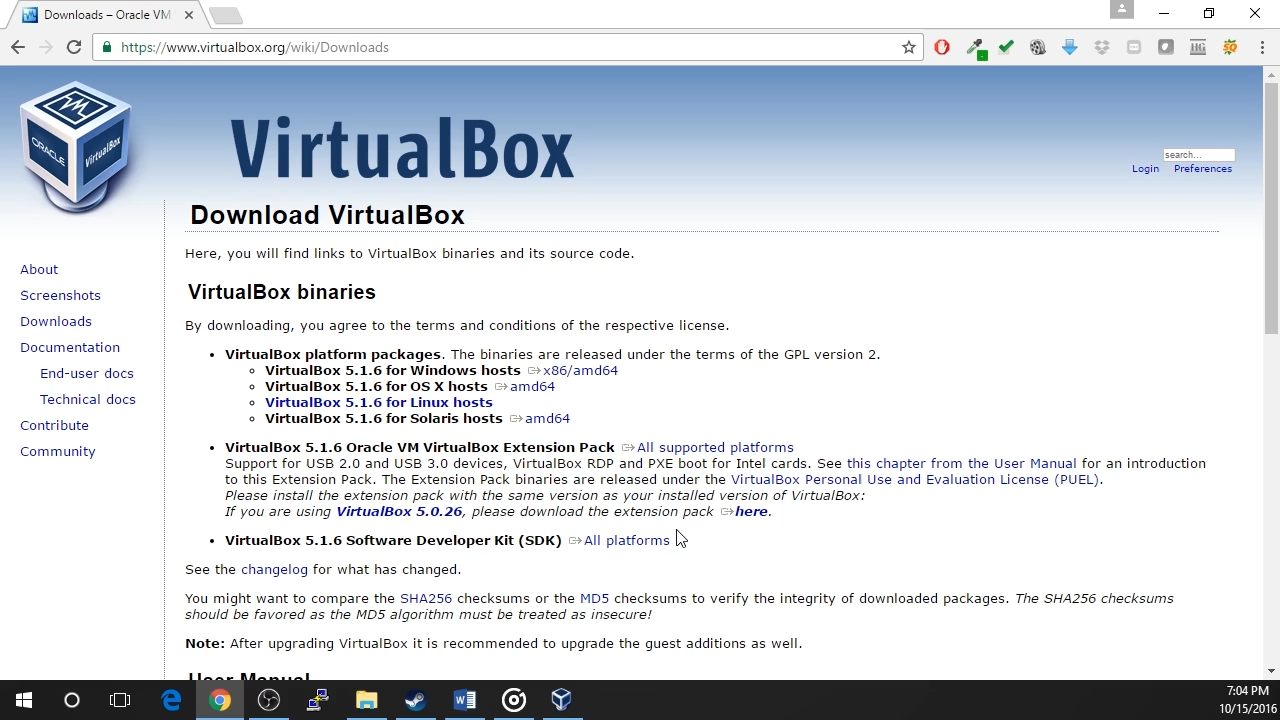 Downloads – Oracle VM
https://www.virtualbox.org/wiki/Downloads
ORACLE
VirtualBox
VirtualBox
search...
Login Preferences
About
Screenshots
Downloads
Documentation
End-user docs
Technical docs
Contribute
Community
Download VirtualBox
Here, you will find links to VirtualBox binaries and its source code.
VirtualBox binaries
By downloading, you agree to the terms and conditions of the respective license.
• VirtualBox platform packages. The binaries are released under the terms of the GPL version 2.
VirtualBox 5.1.6 for Windows hosts x86/amd64
VirtualBox 5.1.6 for OS X hosts amd64
VirtualBox 5.1.6 for Linux hosts
VirtualBox 5.1.6 for Solaris hosts amd64
• VirtualBox 5.1.6 Oracle VM VirtualBox Extension Pack All supported platforms
Support for USB 2.0 and USB 3.0 devices, VirtualBox RDP and PXE boot for Intel cards. See this chapter from the User Manual for an introduction
to this Extension Pack. The Extension Pack binaries are released under the VirtualBox Personal Use and Evaluation License (PUEL).
Please install the extension pack with the same version as your installed version of VirtualBox:
If you are using VirtualBox 5.0.26, please download the extension pack here.
• VirtualBox 5.1.6 Software Developer Kit (SDK) All platforms
See the changelog for what has changed.
You might want to compare the SHA256 checksums or the MD5 checksums to verify the integrity of downloaded packages. The SHA256 checksums
should be favored as the MD5 algorithm must be treated as insecure!
Note: After upgrading VirtualBox it is recommended to upgrade the guest additions as well.
User Manual
7:04 PM
10/15/2016